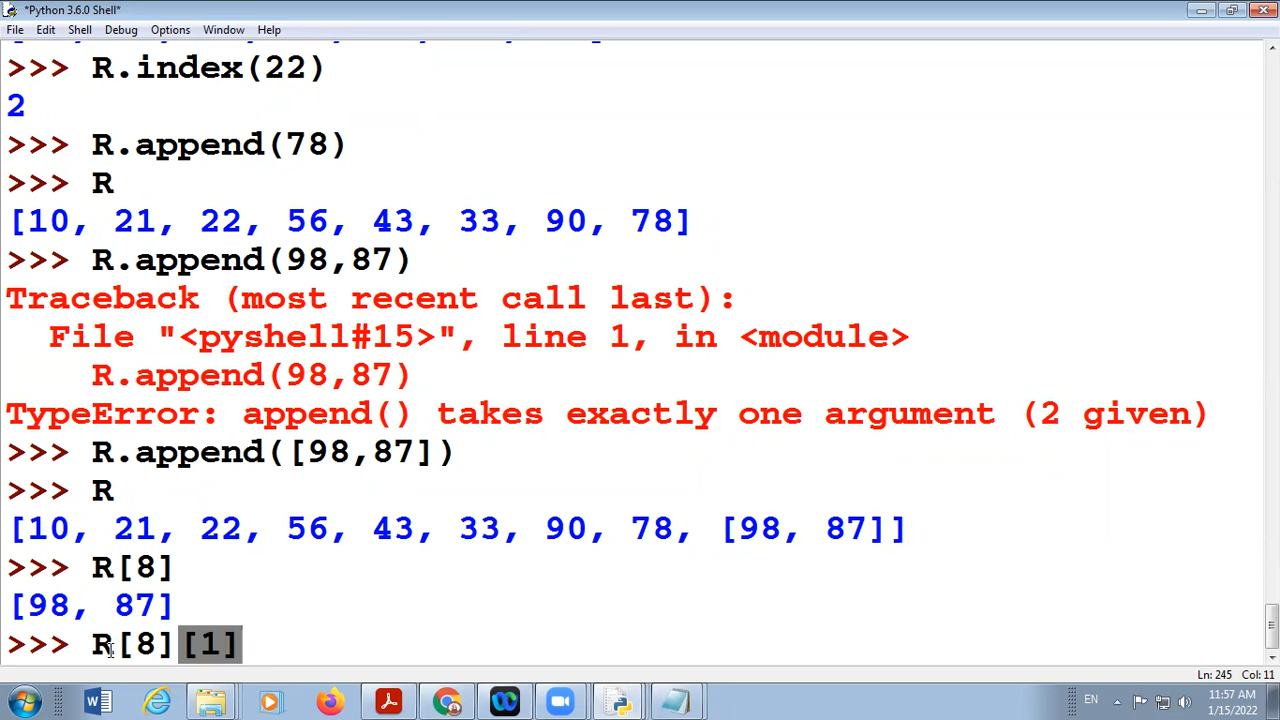 *Python 3.6.0 Shell*
File Edit Shell Debug Options Window Help
>>> R.index(22)
2
>>> R.append(78)
>>> R
[10, 21, 22, 56, 43, 33, 90, 78]
>>> R.append(98,87)
Traceback (most recent call last):
  File "<pyshell#15>", line 1, in <module>
    R.append(98,87)
TypeError: append() takes exactly one argument (2 given)
>>> R.append([98,87])
>>> R
[10, 21, 22, 56, 43, 33, 90, 78, [98, 87]]
>>> R[8]
[98, 87]
>>> R[8][1]
Ln: 245 Col: 11
EN
11:57 AM
1/15/2022